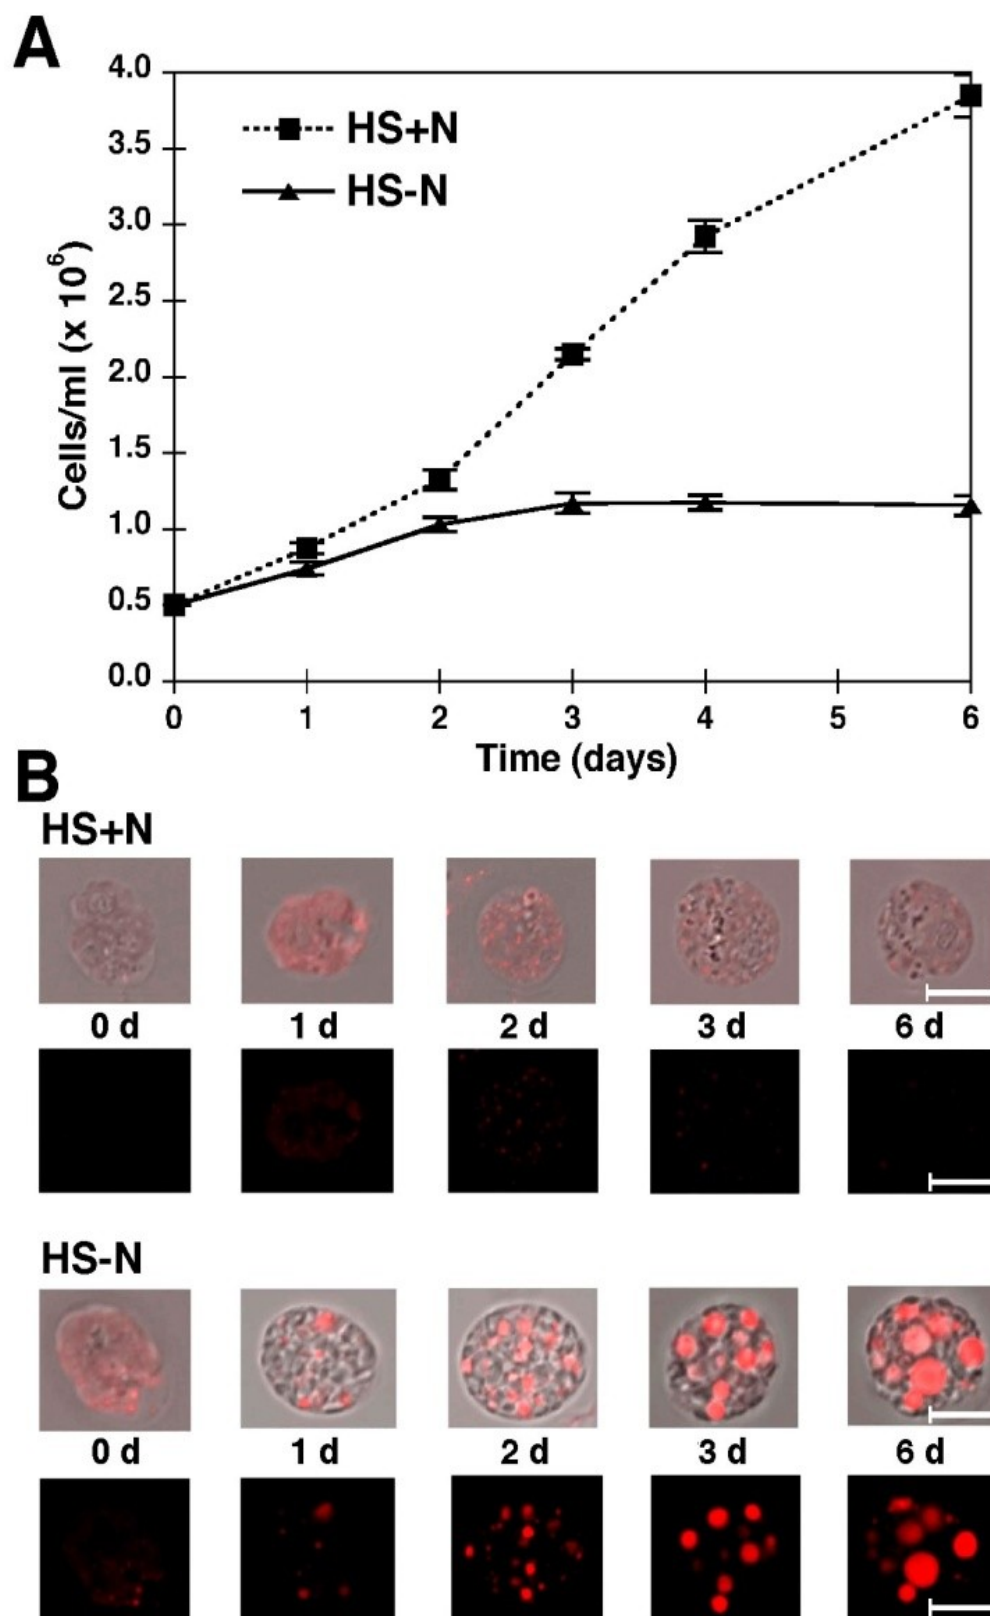 A
4.0
3.5
3.0
2.5
2.0
1.5
1.0
0.5
0.0
HS+N
HS-N
Cells/ml (x 10⁶)
0 1 2 3 4 5 6
Time (days)
B
HS+N
0 d 1 d 2 d 3 d 6 d
HS-N
0 d 1 d 2 d 3 d 6 d